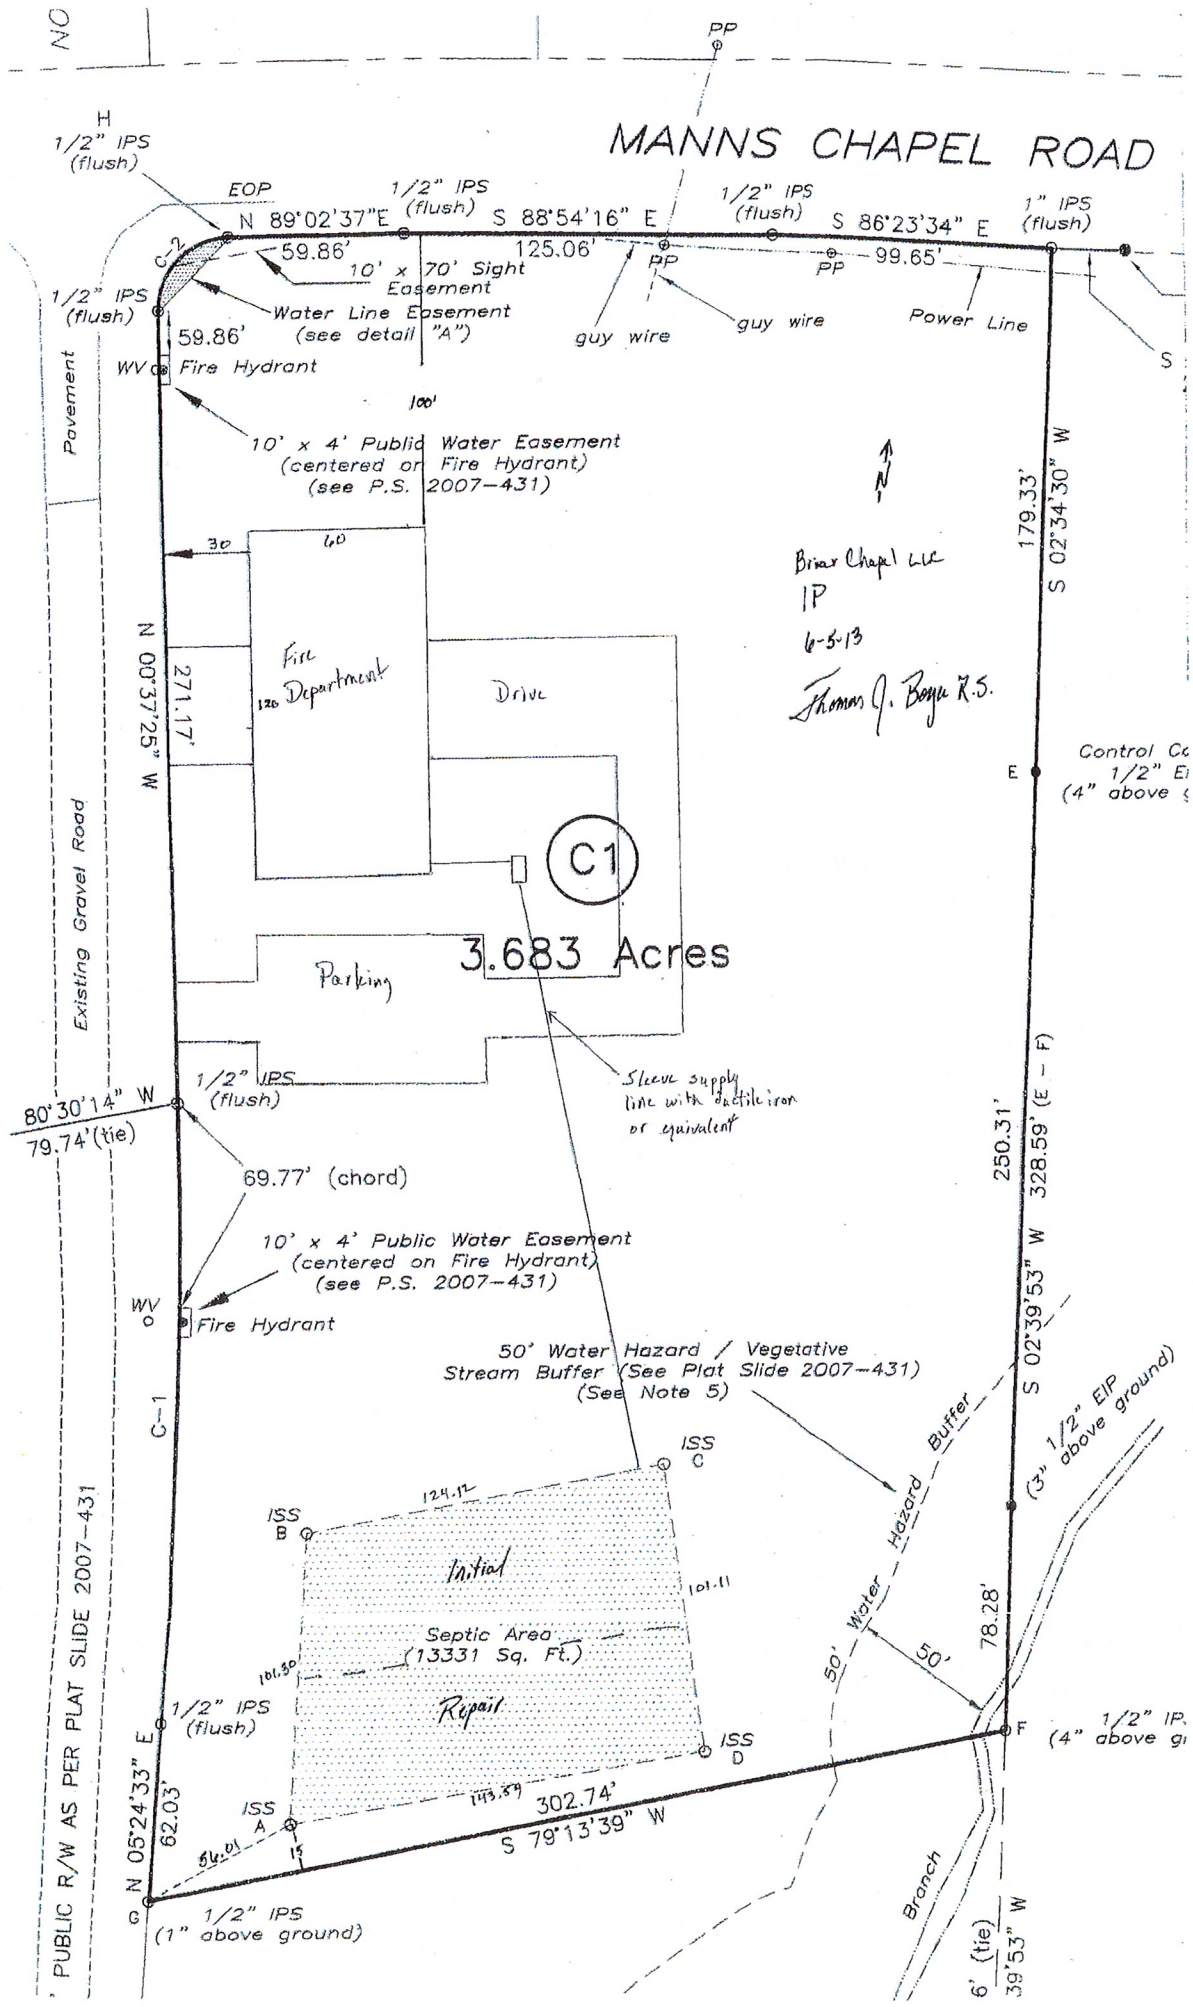 NO
PP
MANNS CHAPEL ROAD
H
1/2" IPS
(flush)
EOP
1/2" IPS
(flush)
1/2" IPS
(flush)
1" IPS
(flush)
N 89°02'37"E
59.86'
S 88°54'16" E
125.06'
S 86°23'34" E
99.65'
C-2
PP
PP
10' x 70' Sight
Easement
1/2" IPS
(flush)
Water Line Easement
(see detail "A")
guy wire
guy wire
Power Line
S
59.86'
WV
Fire Hydrant
Pavement
100'
10' x 4' Public Water Easement
(centered on Fire Hydrant)
(see P.S. 2007-431)
N
179.33'
S 02°34'30" W
30
60
Briar Chapel LLC
IP
6-5-13
Thomas J. Boyce R.S.
N 00°37'25" W
271.17'
Fire
Department
120
Drive
E
Control Co
1/2" E
(4" above g
C1
3.683 Acres
Existing Gravel Road
Parking
Sleeve supply
line with ductile iron
or equivalent
1/2" IPS
(flush)
80°30'14" W
79.74'(tie)
69.77' (chord)
250.31'
S 02°39'53" W 328.59' (E - F)
10' x 4' Public Water Easement
(centered on Fire Hydrant)
(see P.S. 2007-431)
WV
Fire Hydrant
50' Water Hazard / Vegetative
Stream Buffer (See Plat Slide 2007-431)
(See Note 5)
C-1
50' Water Hazard Buffer
1/2" EIP
(3" above ground)
ISS
C
124.12
ISS
B
Initial
101.11
Septic Area
(13331 Sq. Ft.)
101.30
Repair
78.28'
50'
' PUBLIC R/W AS PER PLAT SLIDE 2007-431
1/2" IPS
(flush)
F
1/2" IP
(4" above g
ISS
D
143.59
302.74'
S 79°13'39" W
ISS
A
N 05°24'33" E
62.03'
56.01
15
G
1/2" IPS
(1" above ground)
Branch
6' (tie)
39'53" W